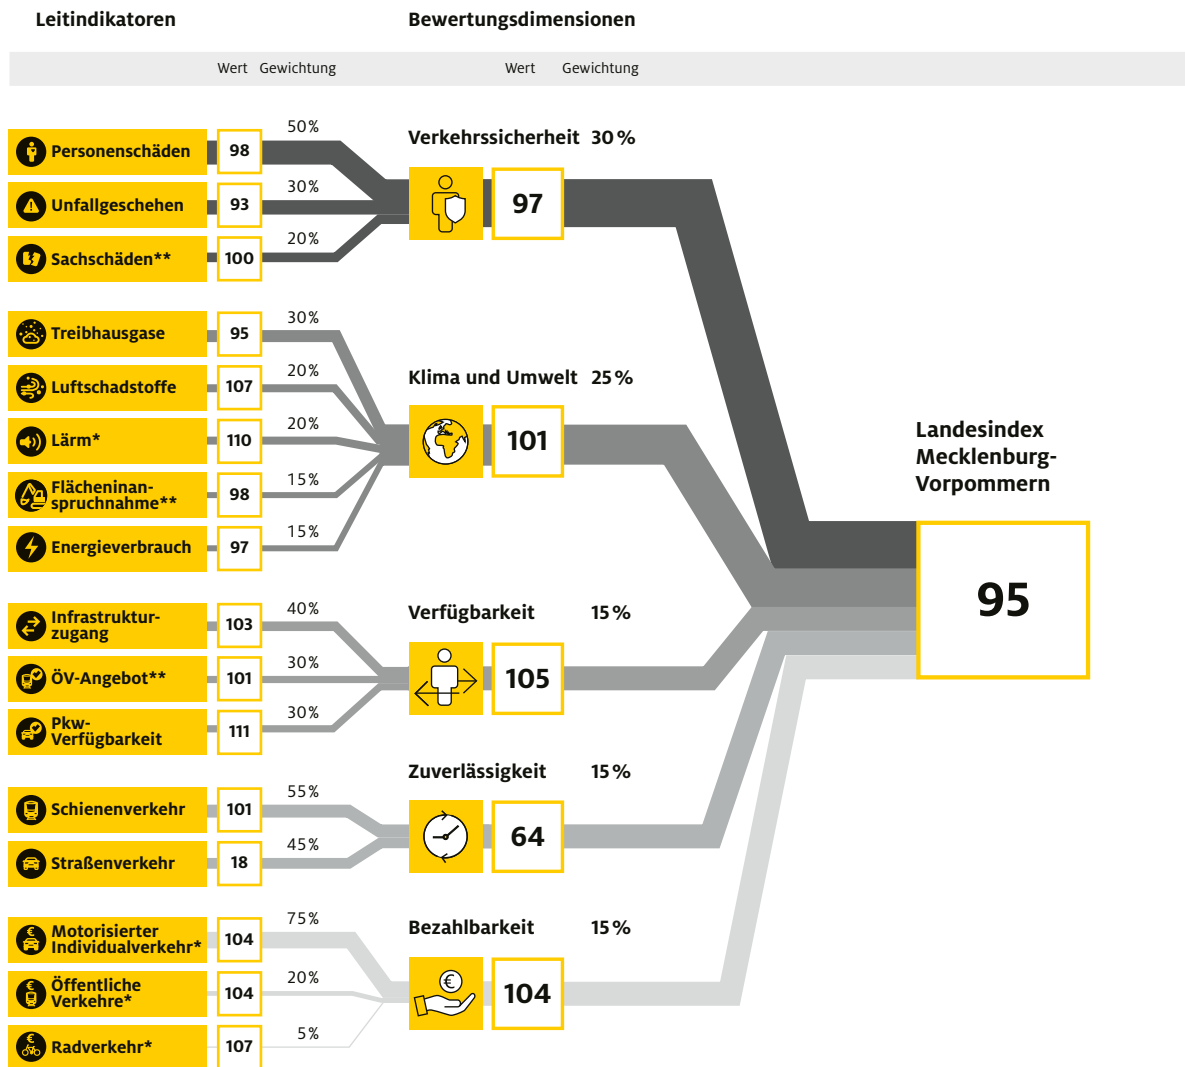 Leitindikatoren
Bewertungsdimensionen
Wert Gewichtung
Wert Gewichtung
Personenschäden 98 50 %
Unfallgeschehen 93 30 %
Sachschäden** 100 20 %
Verkehrssicherheit 30 %
97
Treibhausgase 95 30 %
Luftschadstoffe 107 20 %
Lärm* 110 20 %
Flächeninan-
spruchnahme** 98 15 %
Energieverbrauch 97 15 %
Klima und Umwelt 25 %
101
Infrastruktur-
zugang 103 40 %
ÖV-Angebot** 101 30 %
Pkw-
Verfügbarkeit 111 30 %
Verfügbarkeit 15 %
105
Schienenverkehr 101 55 %
Straßenverkehr 18 45 %
Zuverlässigkeit 15 %
64
Motorisierter
Individualverkehr* 104 75 %
Öffentliche
Verkehre* 104 20 %
Radverkehr* 107 5 %
Bezahlbarkeit 15 %
104
Landesindex
Mecklenburg-
Vorpommern
95